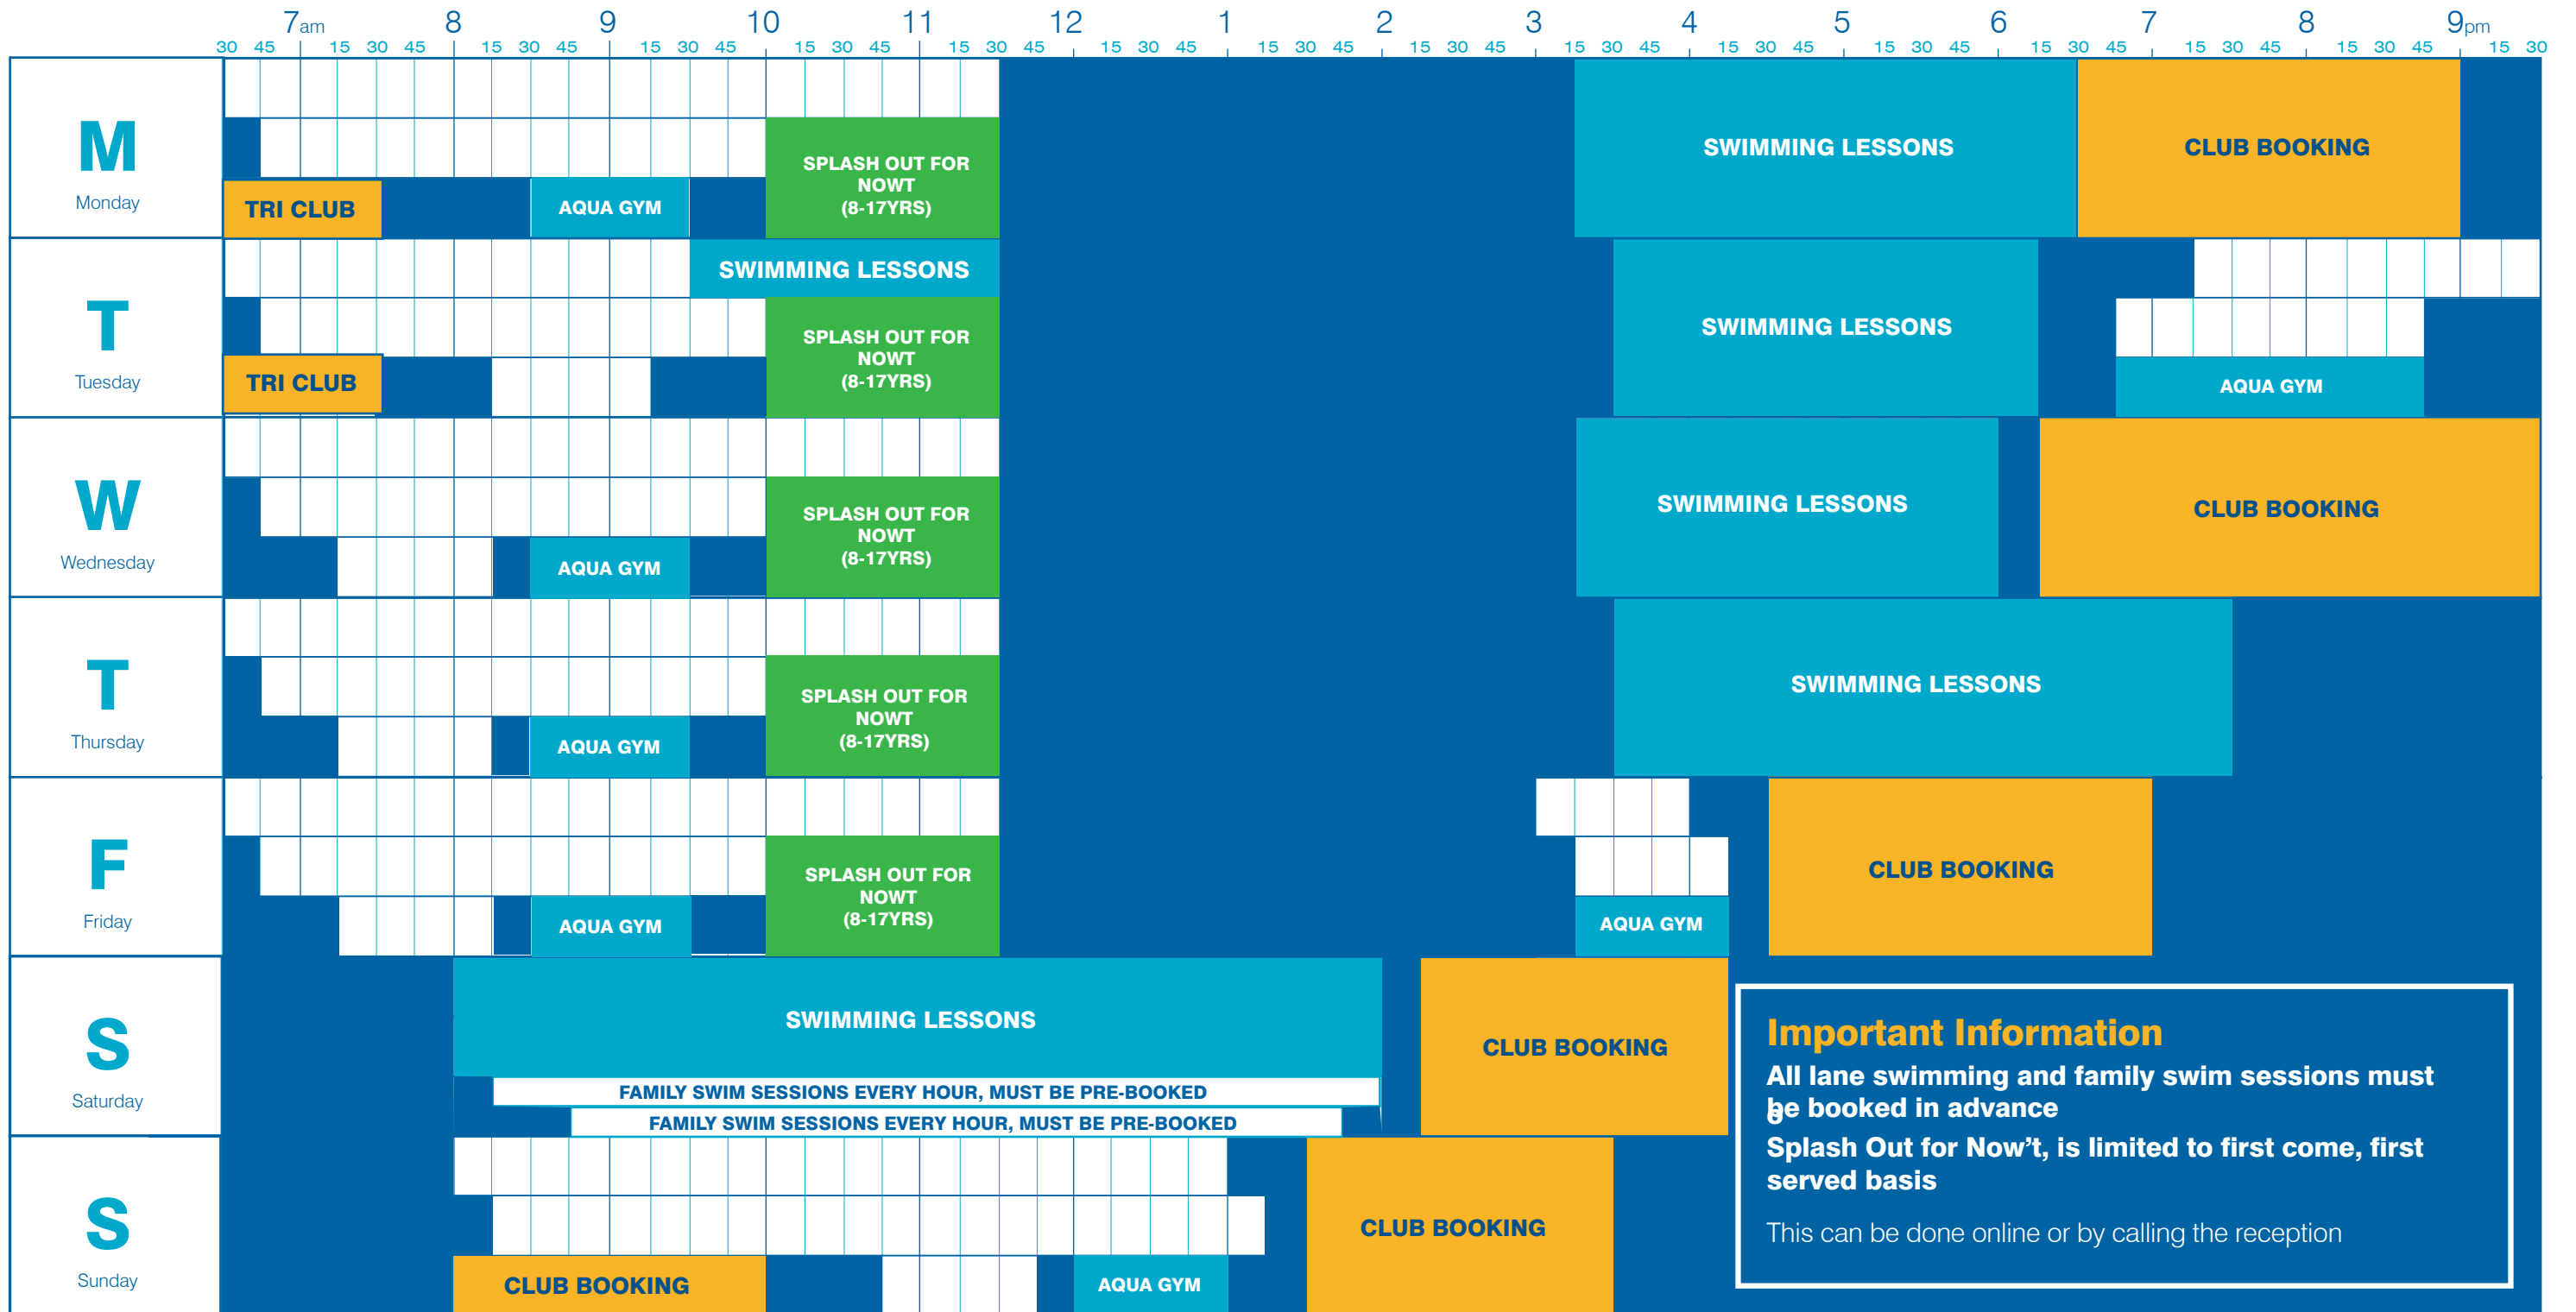 7am 8 9 10 11 12 1 2 3 4 5 6 7 8 9pm
30 45 15 30 45 15 30 45 15 30 45 15 30 45 15 30 45 15 30 45 15 30 45 15 30 45 15 30 45 15 30 45 15 30 45 15 30 45 15 30 45 15 30 45 15 30
M
Monday
TRI CLUB
AQUA GYM
SPLASH OUT FOR
NOWT
(8-17YRS)
SWIMMING LESSONS
CLUB BOOKING
T
Tuesday
TRI CLUB
SWIMMING LESSONS
SPLASH OUT FOR
NOWT
(8-17YRS)
SWIMMING LESSONS
AQUA GYM
W
Wednesday
AQUA GYM
SPLASH OUT FOR
NOWT
(8-17YRS)
SWIMMING LESSONS
CLUB BOOKING
T
Thursday
AQUA GYM
SPLASH OUT FOR
NOWT
(8-17YRS)
SWIMMING LESSONS
F
Friday
AQUA GYM
SPLASH OUT FOR
NOWT
(8-17YRS)
AQUA GYM
CLUB BOOKING
S
Saturday
SWIMMING LESSONS
FAMILY SWIM SESSIONS EVERY HOUR, MUST BE PRE-BOOKED
FAMILY SWIM SESSIONS EVERY HOUR, MUST BE PRE-BOOKED
CLUB BOOKING
S
Sunday
CLUB BOOKING
AQUA GYM
CLUB BOOKING
Important Information
All lane swimming and family swim sessions must
be booked in advance
Splash Out for Now't, is limited to first come, first
served basis
This can be done online or by calling the reception